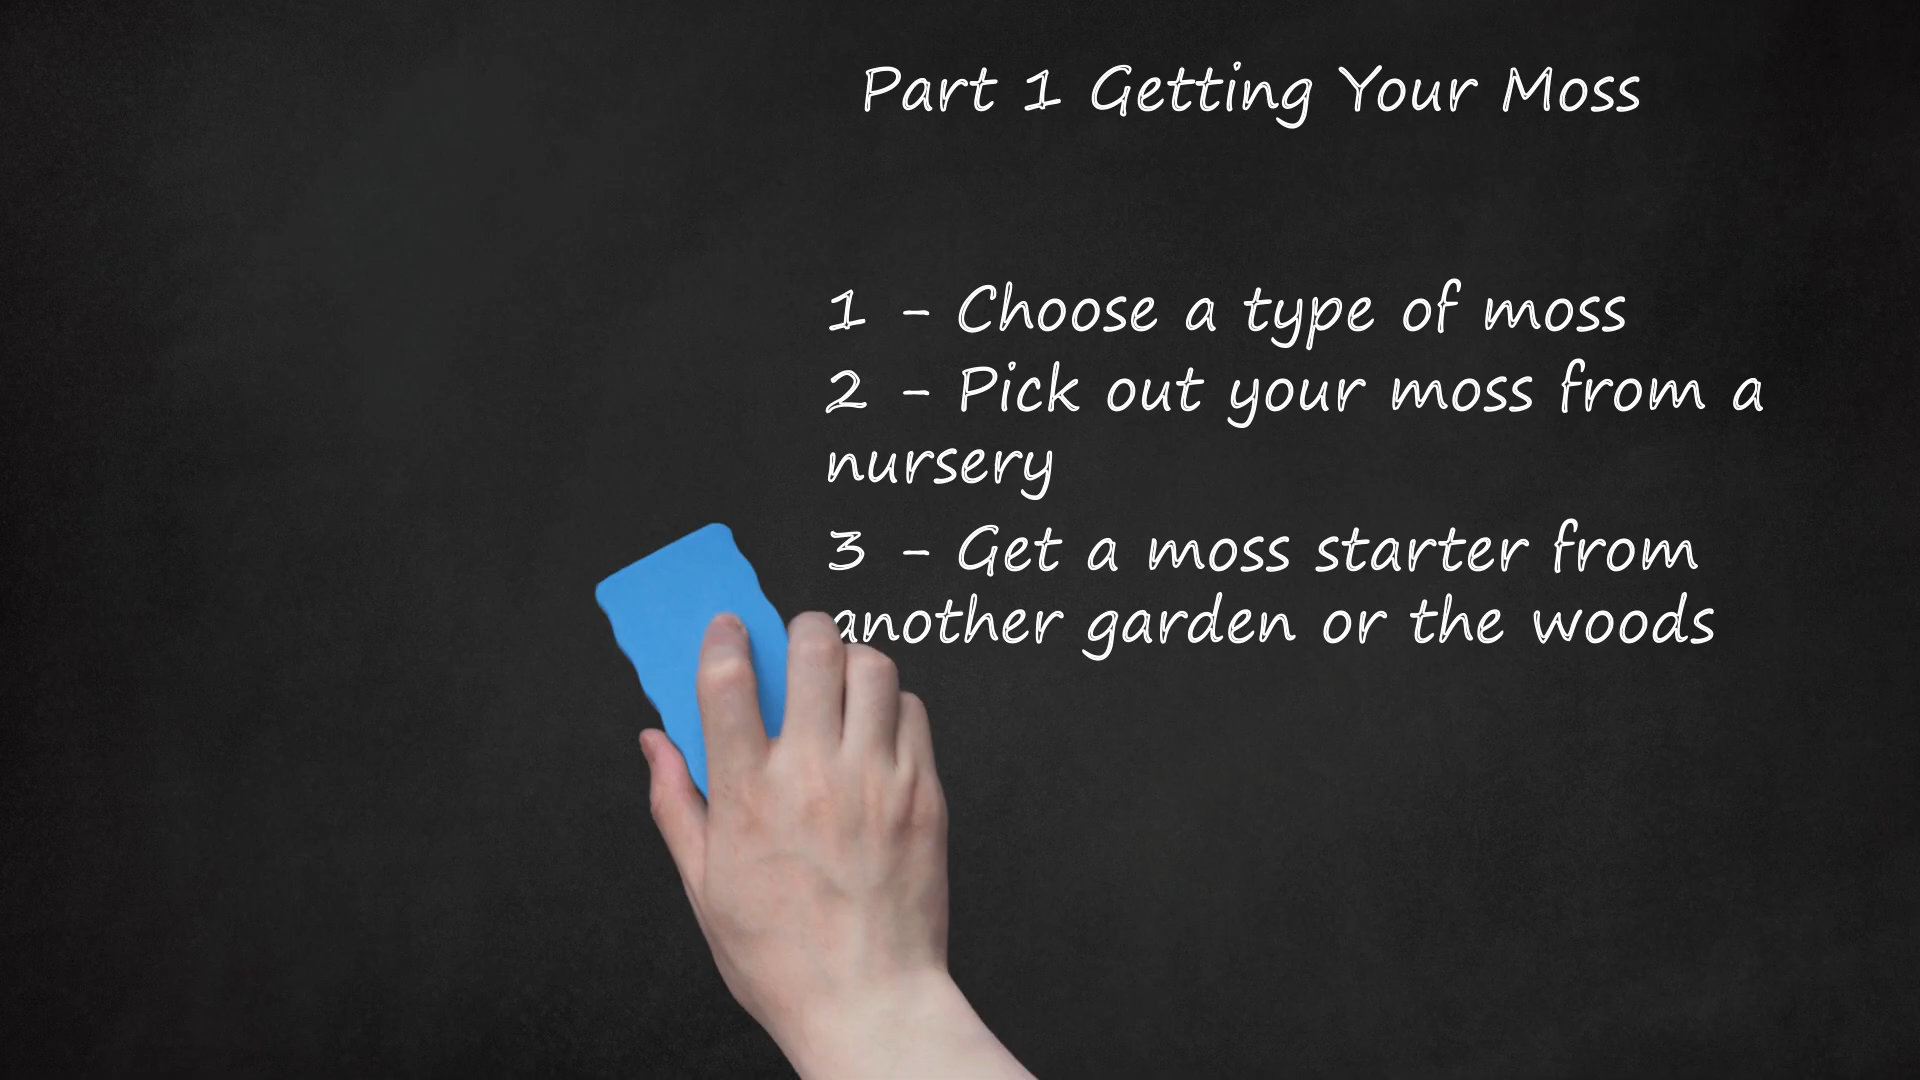 Part 1 Getting Your Moss
1 - Choose a type of moss
2 - Pick out your moss from a
nursery
3 - Get a moss starter from
another garden or the woods